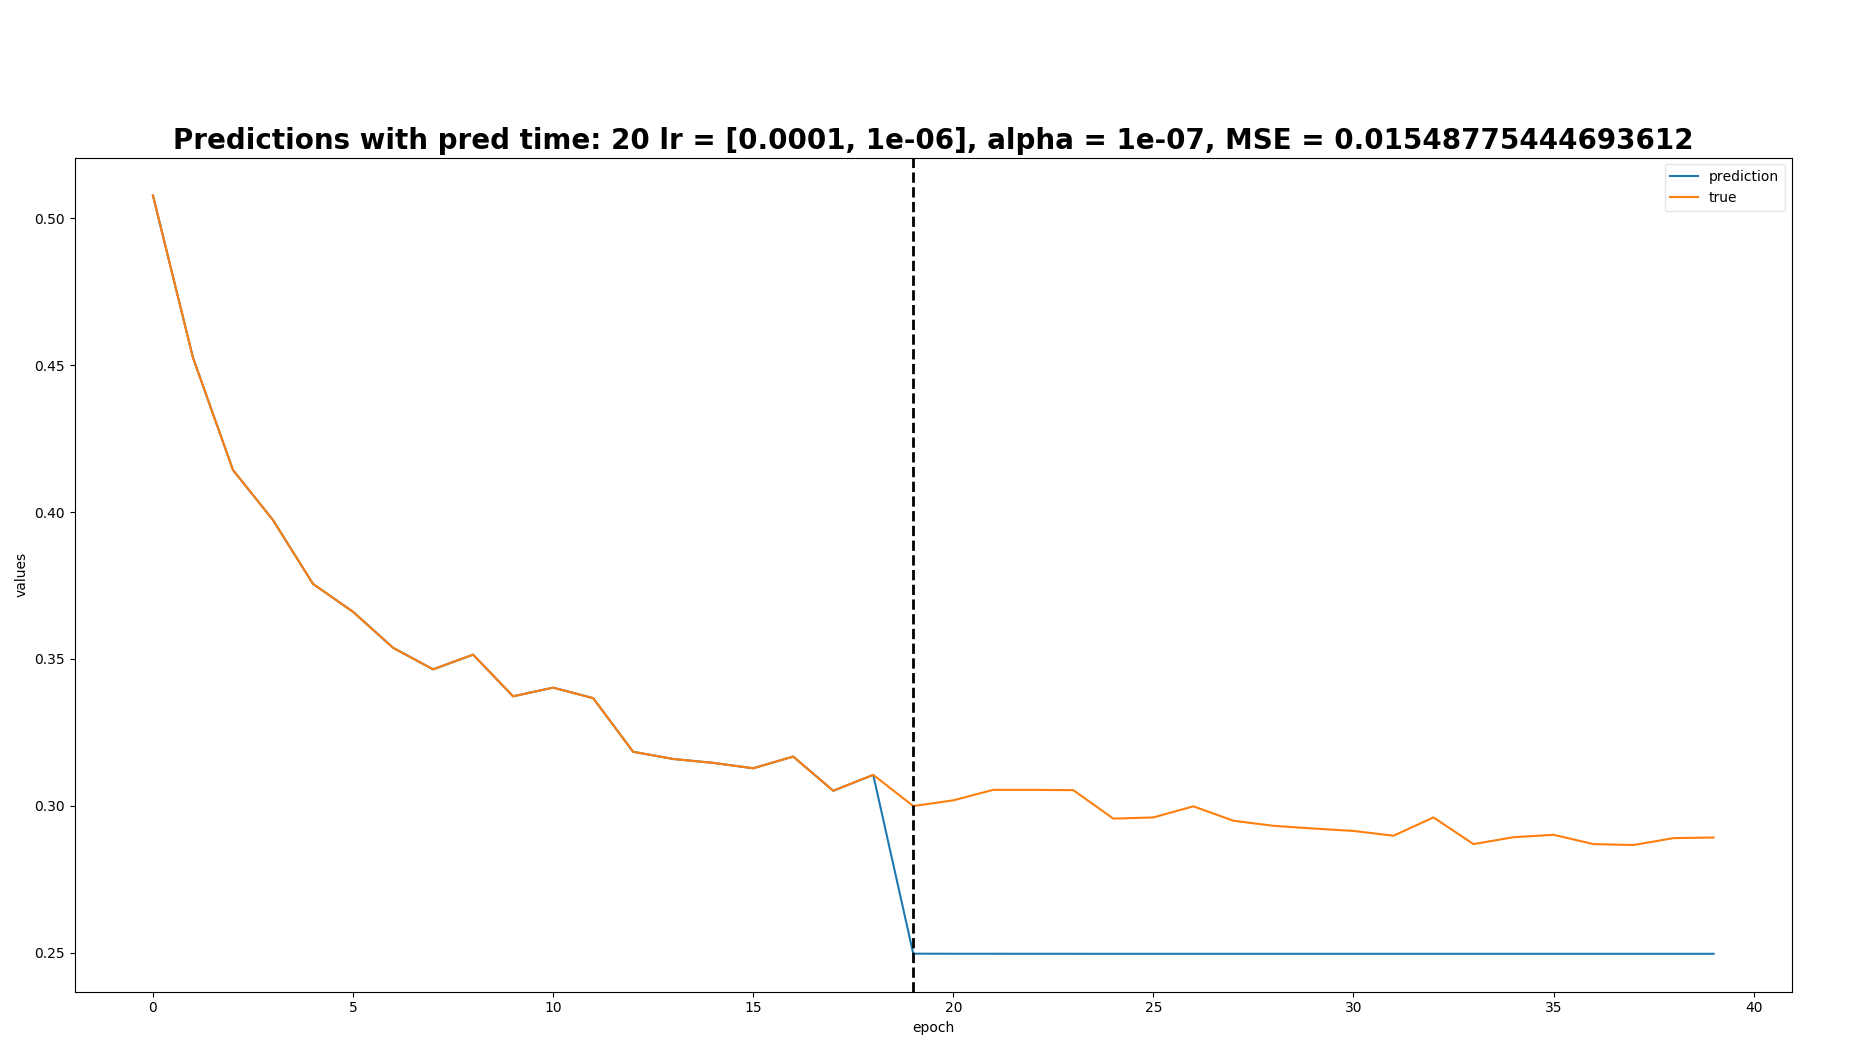 Predictions with pred time: 20 lr = [0.0001, 1e-06], alpha = 1e-07, MSE = 0.01548775444693612
prediction
true
0.50
0.45
0.40
0.35
0.30
0.25
values
0 5 10 15 20 25 30 35 40
epoch